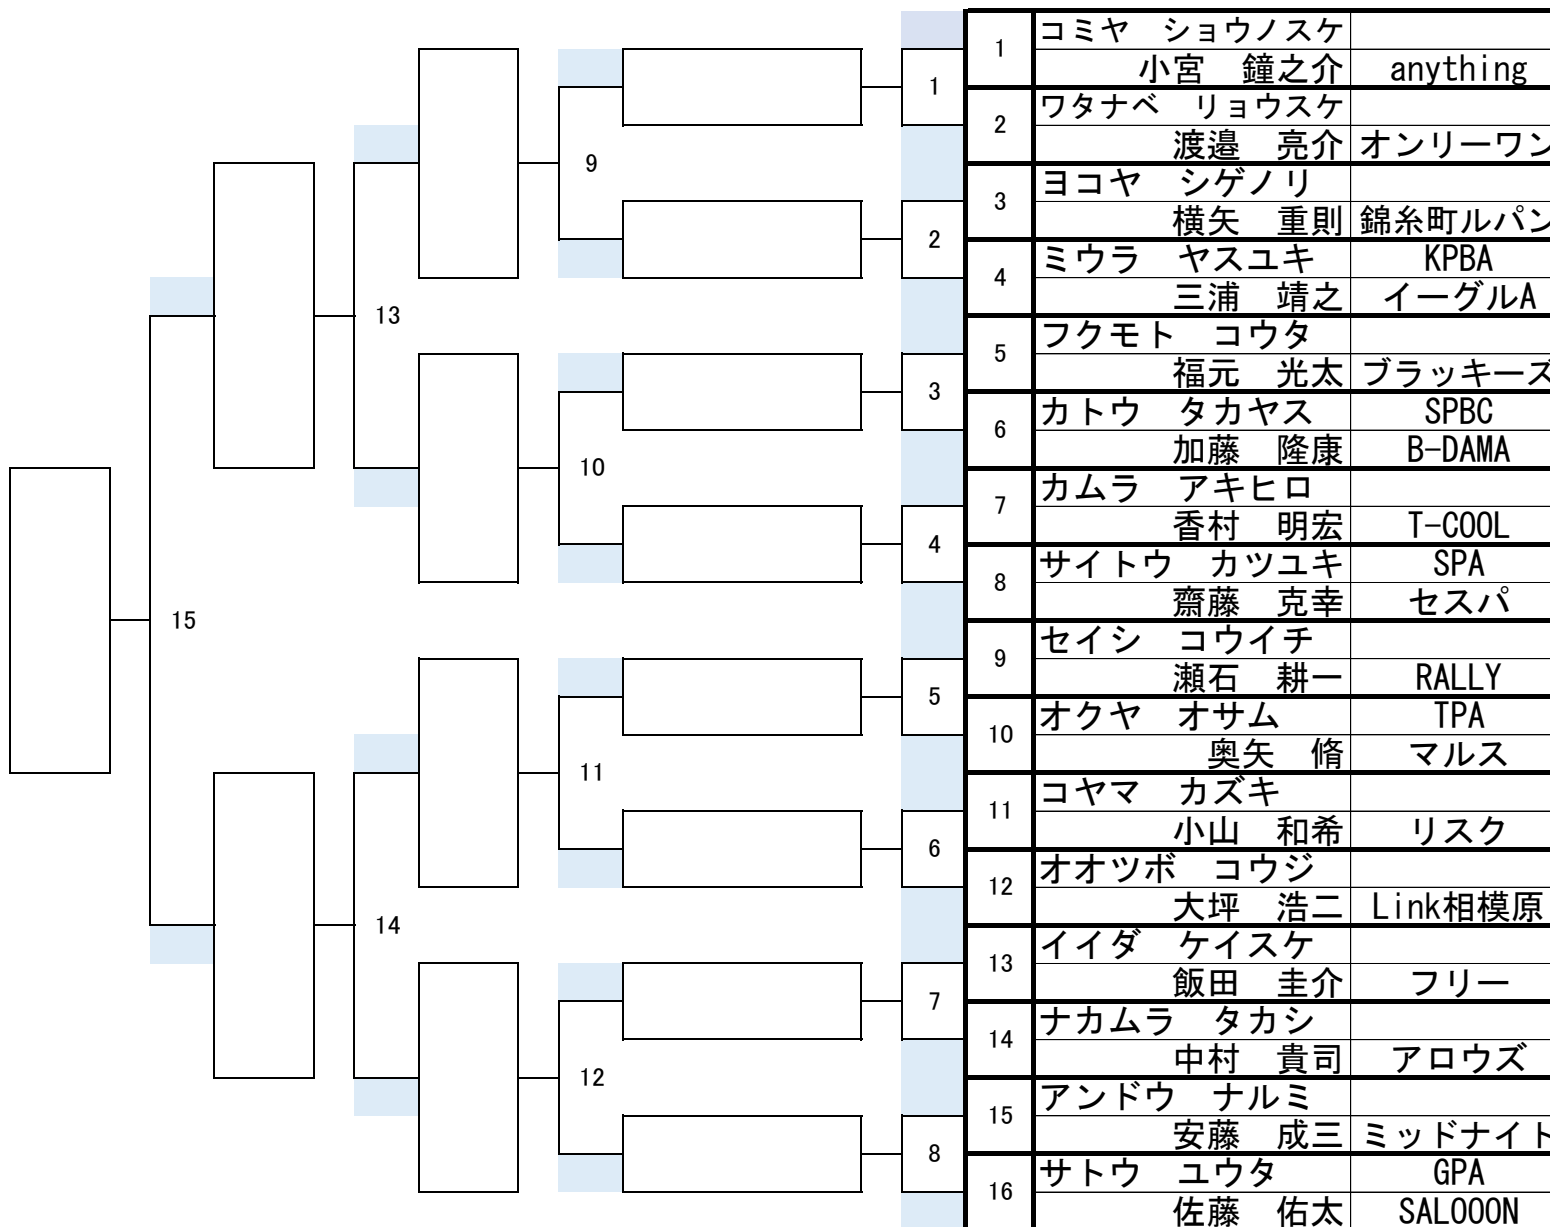 1 コミヤ　ショウノスケ
小宮　鐘之介 anything
2 ワタナベ　リョウスケ
渡邉　亮介 オンリーワン
3 ヨコヤ　シゲノリ
横矢　重則 錦糸町ルパン
4 ミウラ　ヤスユキ KPBA
三浦　靖之 イーグルA
5 フクモト　コウタ
福元　光太 ブラッキーズ
6 カトウ　タカヤス SPBC
加藤　隆康 B-DAMA
7 カムラ　アキヒロ
香村　明宏 T-COOL
8 サイトウ　カツユキ SPA
齋藤　克幸 セスパ
9 セイシ　コウイチ
瀬石　耕一 RALLY
10 オクヤ　オサム TPA
奥矢　脩 マルス
11 コヤマ　カズキ
小山　和希 リスク
12 オオツボ　コウジ
大坪　浩二 Link相模原
13 イイダ　ケイスケ
飯田　圭介 フリー
14 ナカムラ　タカシ
中村　貴司 アロウズ
15 アンドウ　ナルミ
安藤　成三 ミッドナイト
16 サトウ　ユウタ GPA
佐藤　佑太 SALOOON
1
2
3
4
5
6
7
8
9
10
11
12
13
14
15